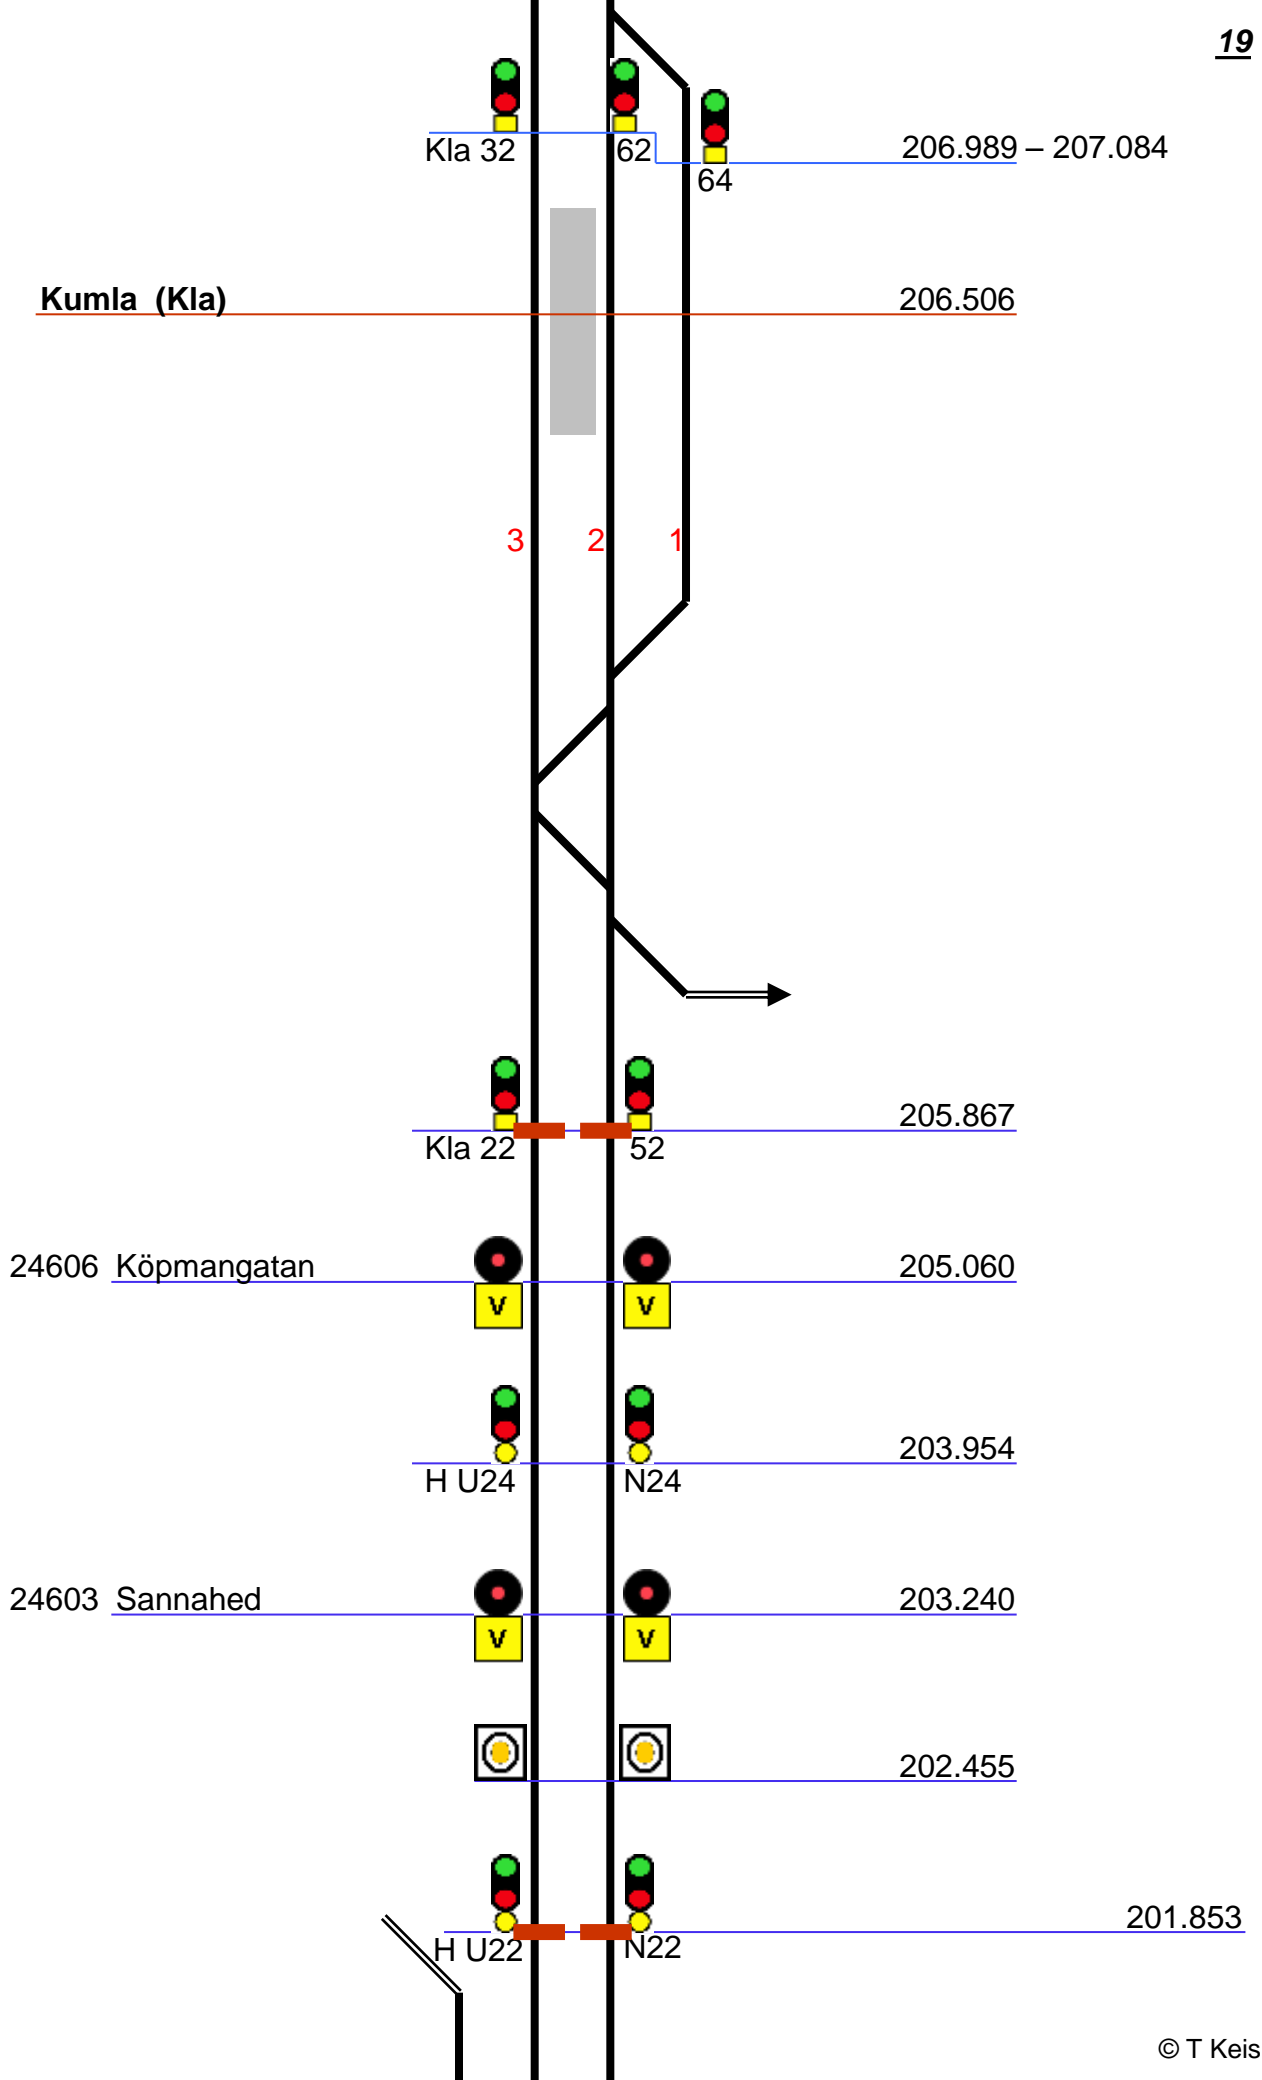 19
Kla 32 62 206.989 – 207.084
64
Kumla (Kla) 206.506
3 2 1
205.867
Kla 22 52
24606 Köpmangatan 205.060
V V
203.954
H U24 N24
24603 Sannahed 203.240
V V
202.455
201.853
H U22 N22
© T Keis